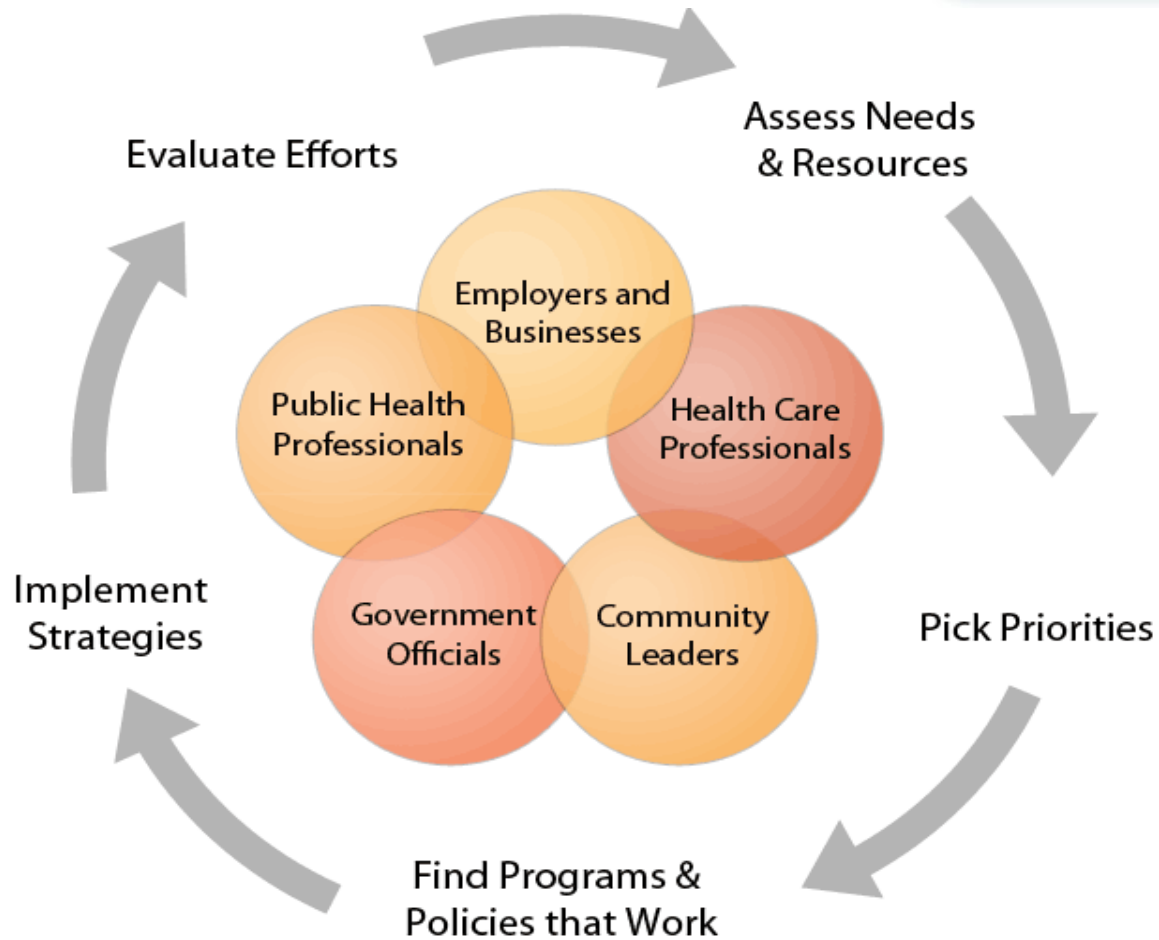 Evaluate Efforts
Assess Needs
& Resources
Employers and
Businesses
Public Health
Professionals
Health Care
Professionals
Government
Officials
Community
Leaders
Implement
Strategies
Pick Priorities
Find Programs &
Policies that Work